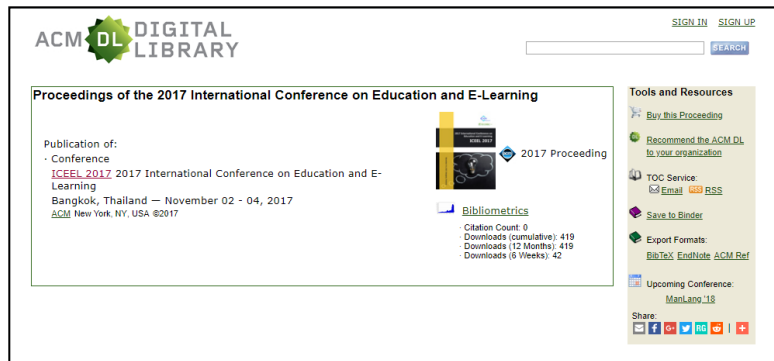 ACM DL DIGITAL LIBRARY
SIGN IN SIGN UP
SEARCH
Proceedings of the 2017 International Conference on Education and E-Learning
Publication of:
· Conference
ICEEL 2017 2017 International Conference on Education and E-
Learning
Bangkok, Thailand — November 02 - 04, 2017
ACM New York, NY, USA ©2017
ICEEL 2017
2017 Proceeding
Bibliometrics
· Citation Count: 0
· Downloads (cumulative): 419
· Downloads (12 Months): 419
· Downloads (6 Weeks): 42
Tools and Resources
Buy this Proceeding
Recommend the ACM DL
to your organization
TOC Service:
Email RSS RSS
Save to Binder
Export Formats:
BibTeX EndNote ACM Ref
Upcoming Conference:
ManLang '18
Share: